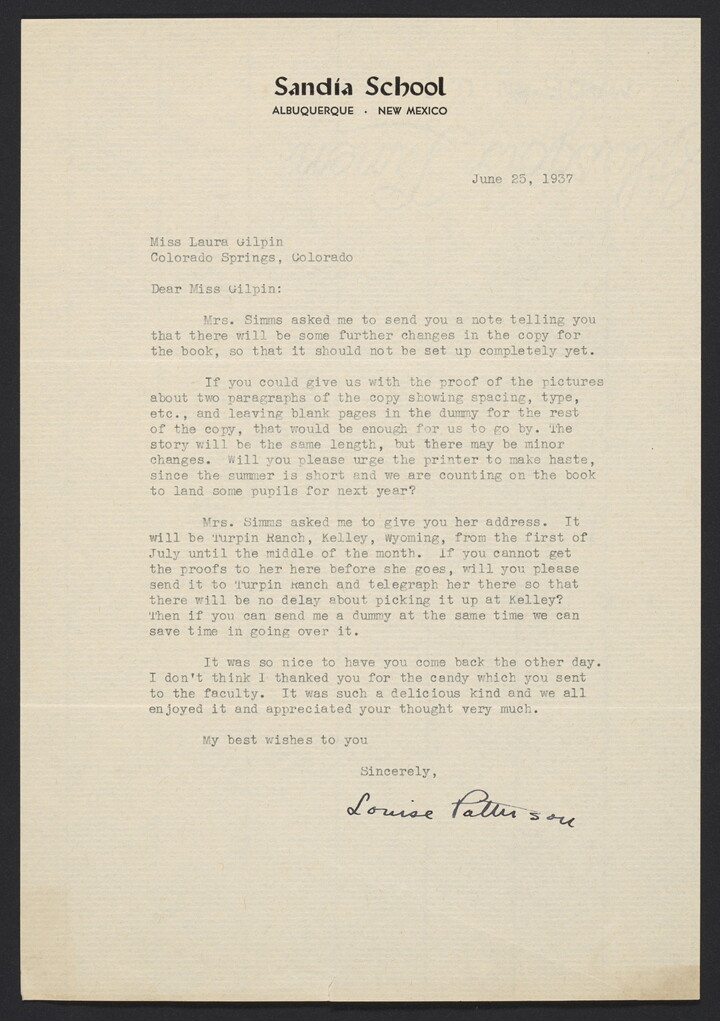 Sandía School
ALBUQUERQUE · NEW MEXICO
June 25, 1937
Miss Laura Gilpin
Colorado Springs, Colorado
Dear Miss Gilpin:
Mrs. Simms asked me to send you a note telling you
that there will be some further changes in the copy for
the book, so that it should not be set up completely yet.
If you could give us with the proof of the pictures
about two paragraphs of the copy showing spacing, type,
etc., and leaving blank pages in the dummy for the rest
of the copy, that would be enough for us to go by. The
story will be the same length, but there may be minor
changes. Will you please urge the printer to make haste,
since the summer is short and we are counting on the book
to land some pupils for next year?
Mrs. Simms asked me to give you her address. It
will be Turpin Ranch, Kelley, Wyoming, from the first of
July until the middle of the month. If you cannot get
the proofs to her here before she goes, will you please
send it to Turpin Ranch and telegraph her there so that
there will be no delay about picking it up at Kelley?
Then if you can send me a dummy at the same time we can
save time in going over it.
It was so nice to have you come back the other day.
I don't think I thanked you for the candy which you sent
to the faculty. It was such a delicious kind and we all
enjoyed it and appreciated your thought very much.
My best wishes to you
Sincerely,
Louise Patterson